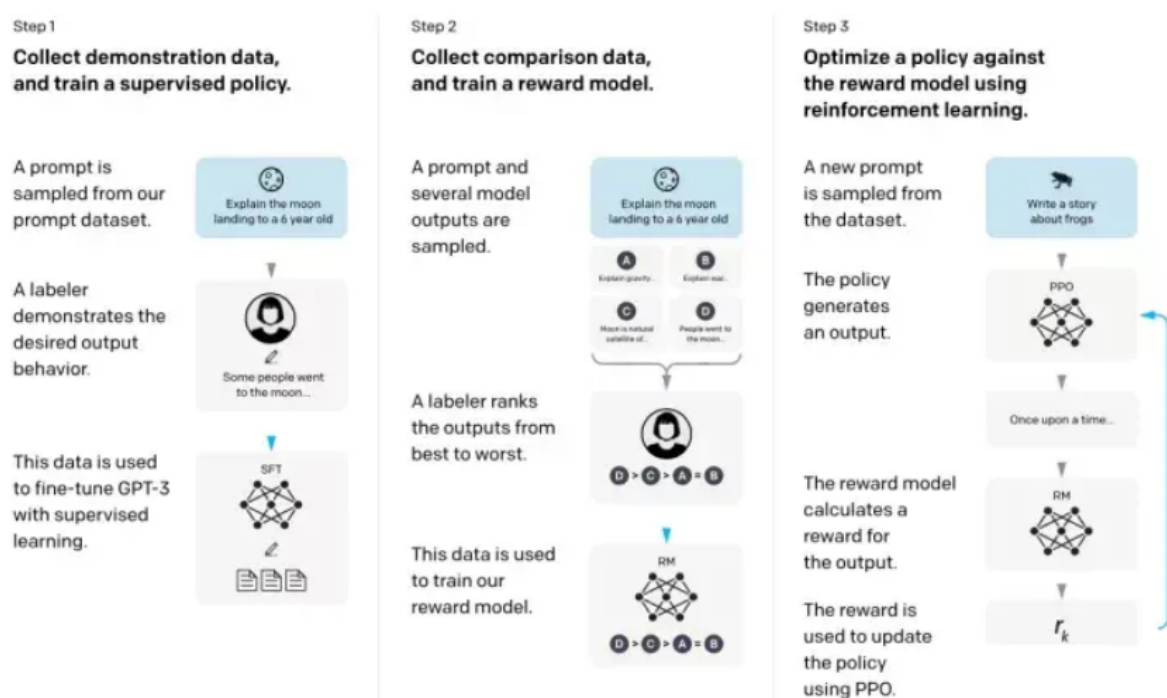 Step 1
Collect demonstration data,
and train a supervised policy.
A prompt is
sampled from our
prompt dataset.
Explain the moon
landing to a 6 year old
A labeler
demonstrates the
desired output
behavior.
Some people went
to the moon...
This data is used
to fine-tune GPT-3
with supervised
learning.
SFT
Step 2
Collect comparison data,
and train a reward model.
A prompt and
several model
outputs are
sampled.
Explain the moon
landing to a 6 year old
A
Explain gravity...
B
Explain war...
C
Moon is natural
satellite of...
D
People went to
the moon...
A labeler ranks
the outputs from
best to worst.
D > C > A = B
This data is used
to train our
reward model.
RM
D > C > A = B
Step 3
Optimize a policy against
the reward model using
reinforcement learning.
A new prompt
is sampled from
the dataset.
Write a story
about frogs
The policy
generates
an output.
PPO
Once upon a time...
The reward model
calculates a
reward for
the output.
RM
The reward is
used to update
the policy
using PPO.
rk